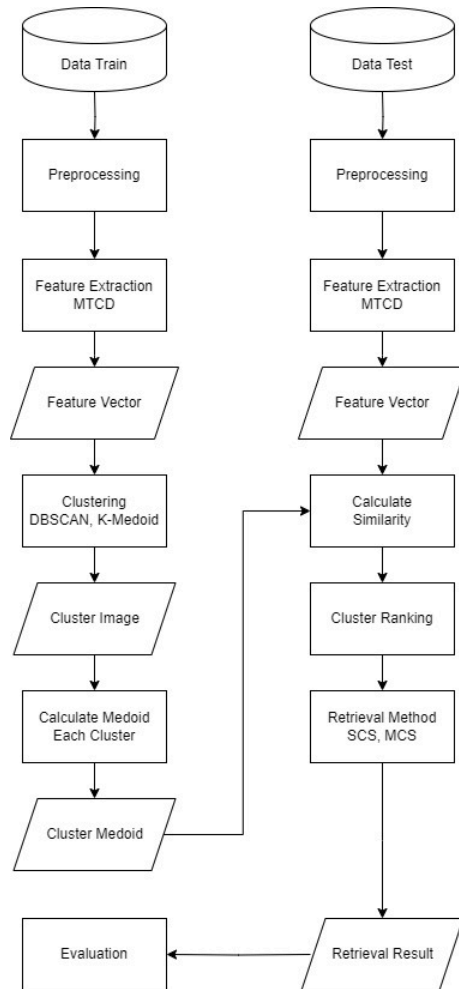 Data Train
Preprocessing
Feature Extraction
MTCD
Feature Vector
Clustering
DBSCAN, K-Medoid
Cluster Image
Calculate Medoid
Each Cluster
Cluster Medoid
Evaluation
Data Test
Preprocessing
Feature Extraction
MTCD
Feature Vector
Calculate
Similarity
Cluster Ranking
Retrieval Method
SCS, MCS
Retrieval Result